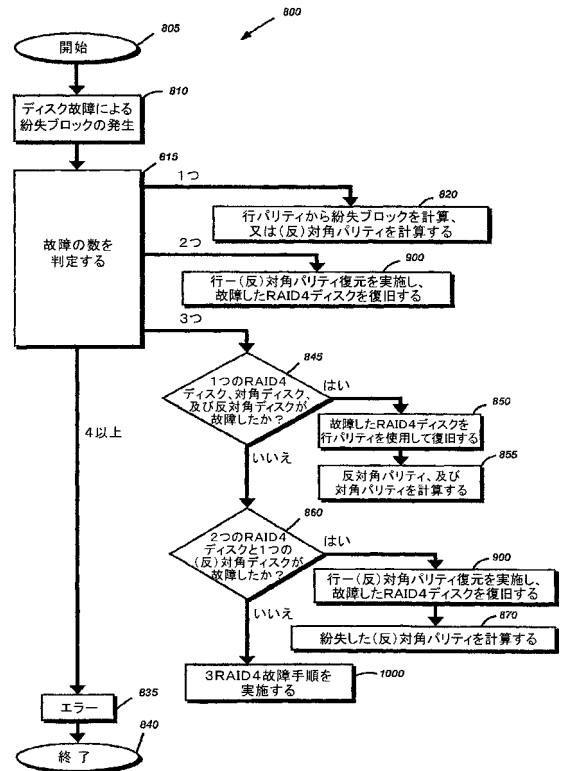 800
805
開始
810
ディスク故障による
紛失ブロックの発生
815
故障の数を
判定する
1つ
820
行パリティから紛失ブロックを計算、
又は(反)対角パリティを計算する
2つ
900
行ー(反)対角パリティ復元を実施し、
故障したRAID4ディスクを復旧する
3つ
845
1つのRAID4
ディスク、対角ディスク、
及び反対角ディスクが
故障したか?
はい
850
故障したRAID4ディスクを
行パリティを使用して復旧する
855
反対角パリティ、及び
対角パリティを計算する
4以上
いいえ
860
2つのRAID4
ディスクと1つの
(反)対角ディスクが
故障したか?
はい
900
行ー(反)対角パリティ復元を実施し、
故障したRAID4ディスクを復旧する
870
紛失した(反)対角パリティを計算する
いいえ
1000
3RAID4故障手順を
実施する
835
エラー
840
終了